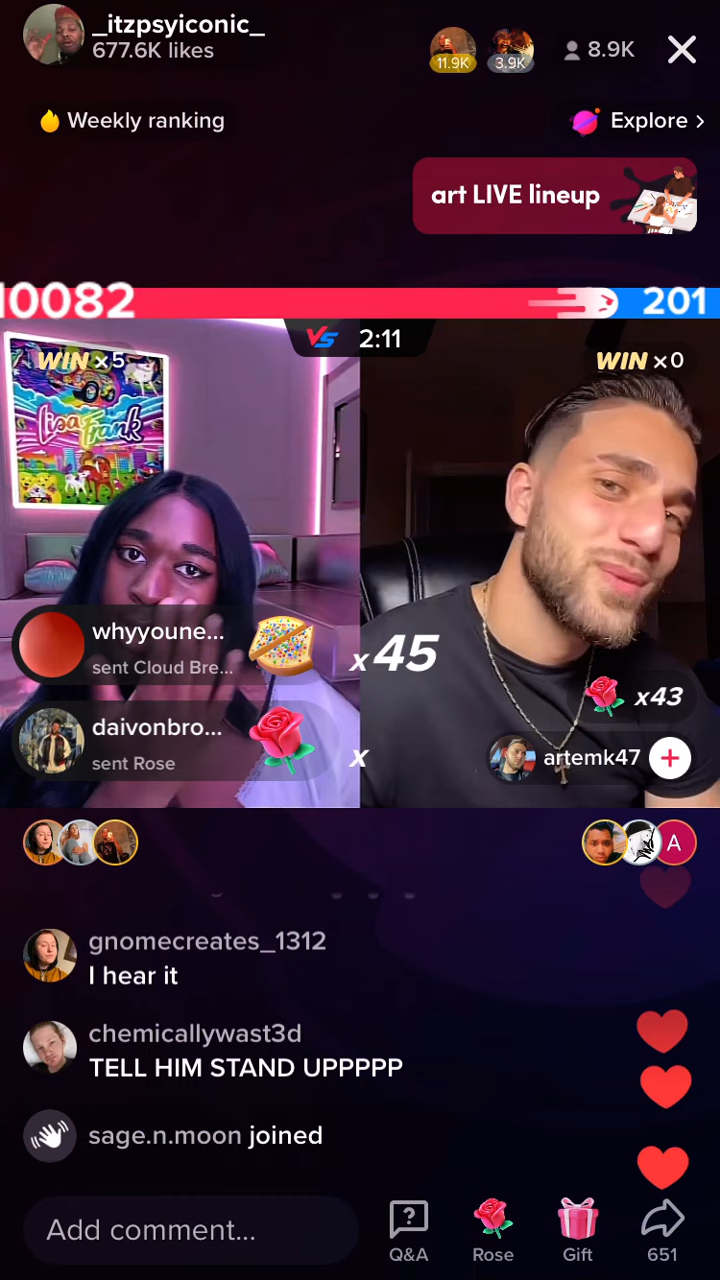 _itzpsyiconic_
677.6K likes
11.9K
3.9K
8.9K
Weekly ranking
Explore >
art LIVE lineup
10082
201
VS 2:11
WIN x5
WIN x0
Lisa Frank
whyyoune...
sent Cloud Bre...
x45
x43
daivonbro...
sent Rose
x
artemk47
A
gnomecreates_1312
I hear it
chemicallywast3d
TELL HIM STAND UPPPPP
sage.n.moon joined
Add comment...
Q&A
Rose
Gift
651